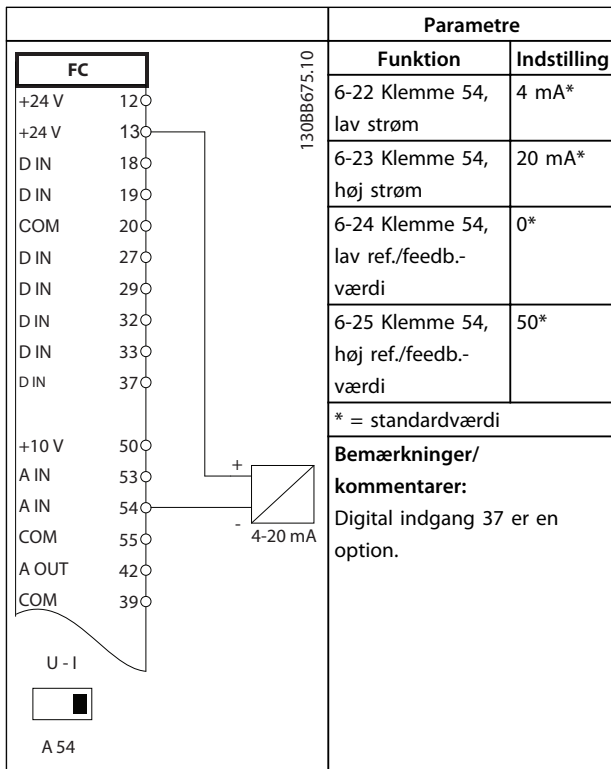 Parametre
FC
130BB675.10
Funktion
Indstilling
+24 V 12
+24 V 13
D IN 18
D IN 19
COM 20
D IN 27
D IN 29
D IN 32
D IN 33
D IN 37
+10 V 50
A IN 53
A IN 54
COM 55
A OUT 42
COM 39
+
-
4-20 mA
U - I
A 54
6-22 Klemme 54,
lav strøm
4 mA*
6-23 Klemme 54,
høj strøm
20 mA*
6-24 Klemme 54,
lav ref./feedb.-
værdi
0*
6-25 Klemme 54,
høj ref./feedb.-
værdi
50*
* = standardværdi
Bemærkninger/
kommentarer:
Digital indgang 37 er en
option.